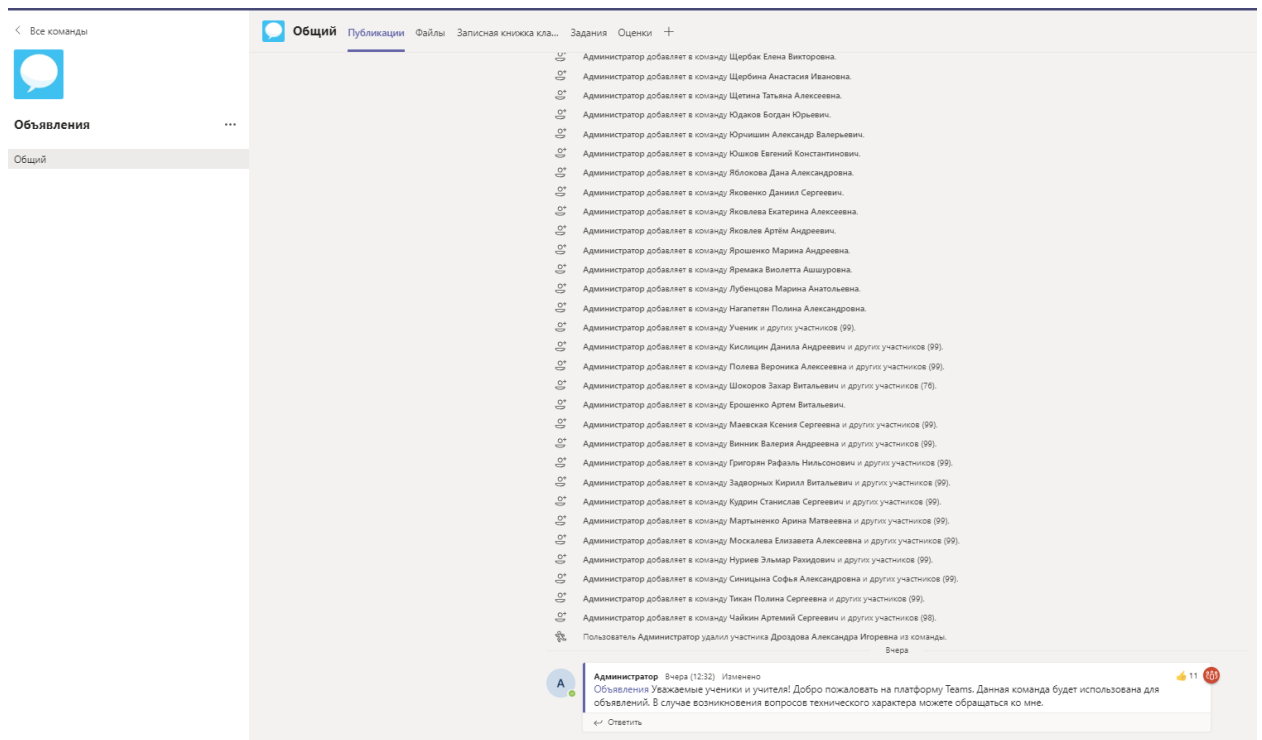 Все команды
Объявления
Общий
Общий Публикации Файлы Записная книжка кла... Задания Оценки
Администратор добавляет в команду Щербак Елена Викторовна.
Администратор добавляет в команду Щербина Анастасия Ивановна.
Администратор добавляет в команду Щетина Татьяна Алексеевна.
Администратор добавляет в команду Юдаков Богдан Юрьевич.
Администратор добавляет в команду Юрчишин Александр Валерьевич.
Администратор добавляет в команду Юшков Евгений Константинович.
Администратор добавляет в команду Яблокова Дана Александровна.
Администратор добавляет в команду Яковенко Даниил Сергеевич.
Администратор добавляет в команду Яковлева Екатерина Алексеевна.
Администратор добавляет в команду Яковлев Артём Андреевич.
Администратор добавляет в команду Ярошенко Марина Андреевна.
Администратор добавляет в команду Яремака Виолетта Ашшуровна.
Администратор добавляет в команду Лубенцова Марина Анатольевна.
Администратор добавляет в команду Нагапетян Полина Александровна.
Администратор добавляет в команду Ученик и других участников (99).
Администратор добавляет в команду Кислицин Данила Андреевич и других участников (99).
Администратор добавляет в команду Полева Вероника Алексеевна и других участников (99).
Администратор добавляет в команду Шокоров Захар Витальевич и других участников (76).
Администратор добавляет в команду Ерошенко Артем Витальевич.
Администратор добавляет в команду Маевская Ксения Сергеевна и других участников (99).
Администратор добавляет в команду Винник Валерия Андреевна и других участников (99).
Администратор добавляет в команду Григорян Рафаэль Нильсонович и других участников (99).
Администратор добавляет в команду Задворных Кирилл Витальевич и других участников (99).
Администратор добавляет в команду Кудрин Станислав Сергеевич и других участников (99).
Администратор добавляет в команду Мартыненко Арина Матвеевна и других участников (99).
Администратор добавляет в команду Москалева Елизавета Алексеевна и других участников (99).
Администратор добавляет в команду Нуриев Эльмар Рахидович и других участников (99).
Администратор добавляет в команду Синицына Софья Александровна и других участников (99).
Администратор добавляет в команду Тикан Полина Сергеевна и других участников (99).
Администратор добавляет в команду Чайкин Артемий Сергеевич и других участников (98).
Пользователь Администратор удалил участника Дроздова Александра Игоревна из команды.
Вчера
А
Администратор Вчера (12:32) Изменено 11
Объявления Уважаемые ученики и учителя! Добро пожаловать на платформу Teams. Данная команда будет использована для
объявлений. В случае возникновения вопросов технического характера можете обращаться ко мне.
Ответить